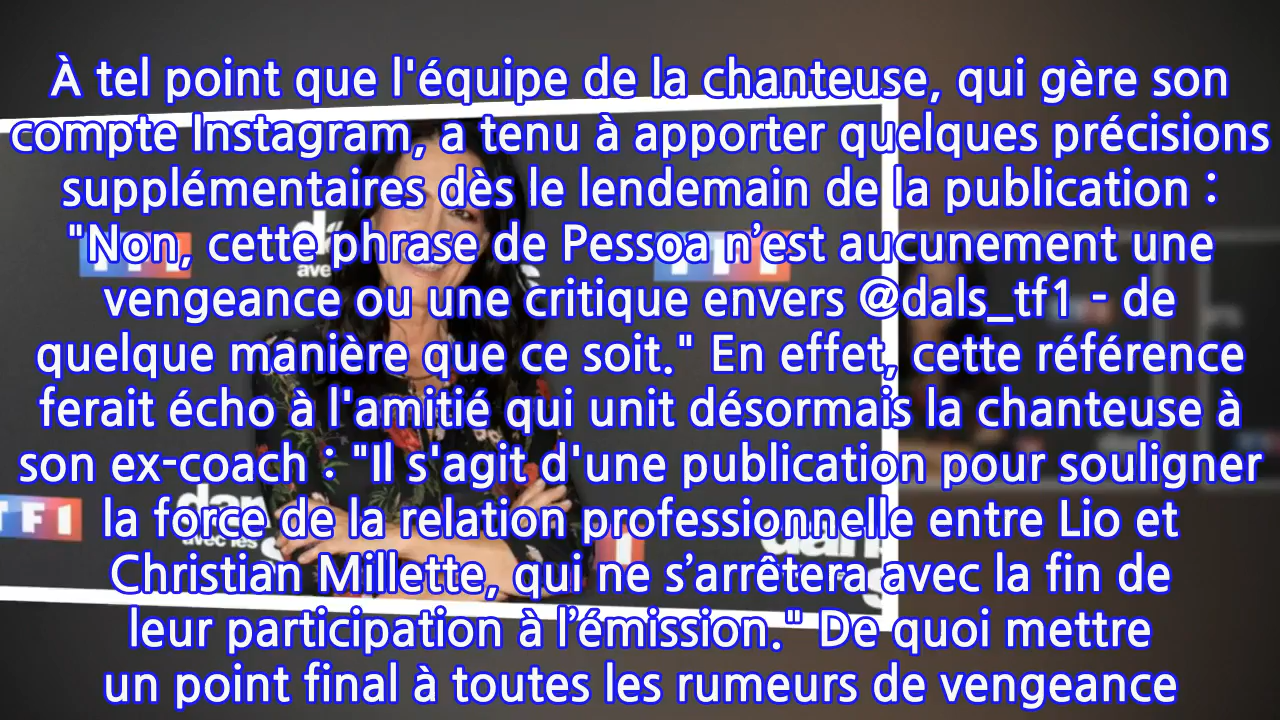 À tel point que l'équipe de la chanteuse, qui gère son
compte Instagram, a tenu à apporter quelques précisions
supplémentaires dès le lendemain de la publication :
"Non, cette phrase de Pessoa n’est aucunement une
vengeance ou une critique envers @dals_tf1 - de
quelque manière que ce soit." En effet, cette référence
ferait écho à l'amitié qui unit désormais la chanteuse à
son ex-coach : "Il s'agit d'une publication pour souligner
la force de la relation professionnelle entre Lio et
Christian Millette, qui ne s’arrêtera avec la fin de
leur participation à l’émission." De quoi mettre
un point final à toutes les rumeurs de vengeance
TF1